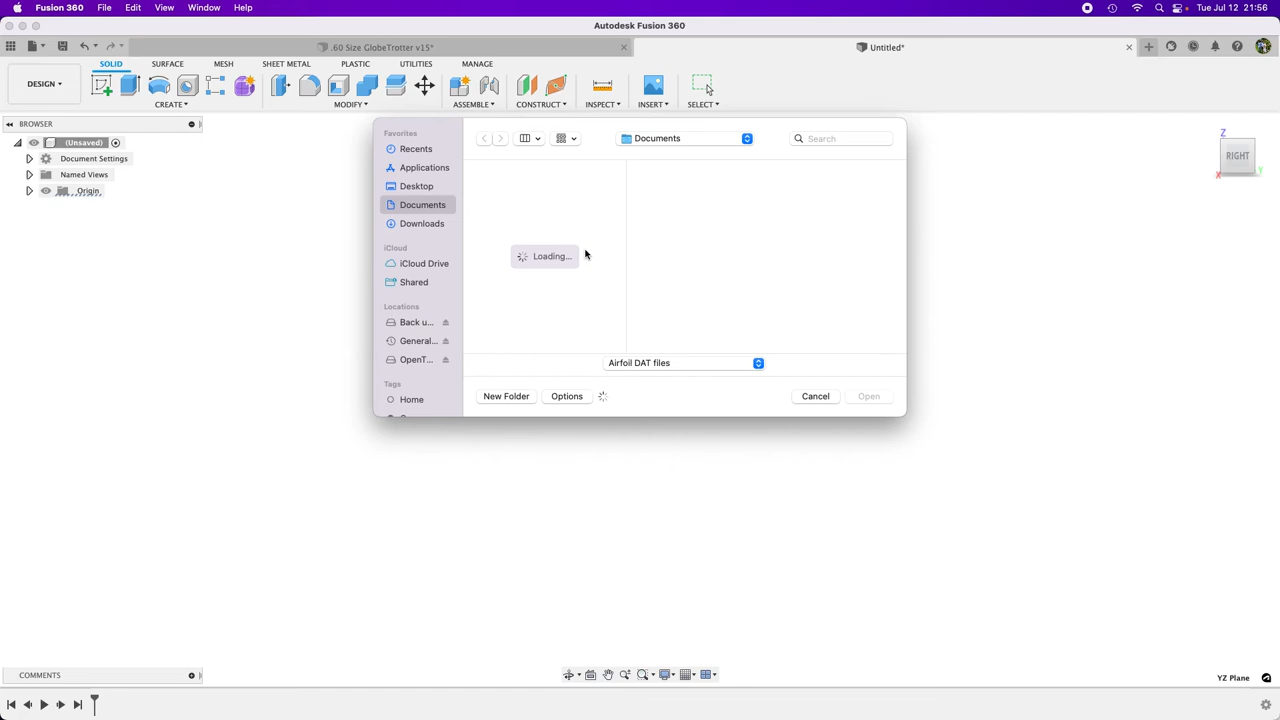 Fusion 360 File Edit View Window Help Tue Jul 12 21:56
Autodesk Fusion 360
.60 Size GlobeTrotter v15* Untitled*
SOLID SURFACE MESH SHEET METAL PLASTIC UTILITIES MANAGE
DESIGN
CREATE MODIFY ASSEMBLE CONSTRUCT INSPECT INSERT SELECT
BROWSER
(Unsaved)
Document Settings
Named Views
Origin
Z
RIGHT
X Y
Favorites
Recents
Applications
Desktop
Documents
Downloads
iCloud
iCloud Drive
Shared
Locations
Back u...
General...
OpenT...
Tags
Home
Documents
Search
Loading...
Airfoil DAT files
New Folder Options Cancel Open
COMMENTS
YZ Plane